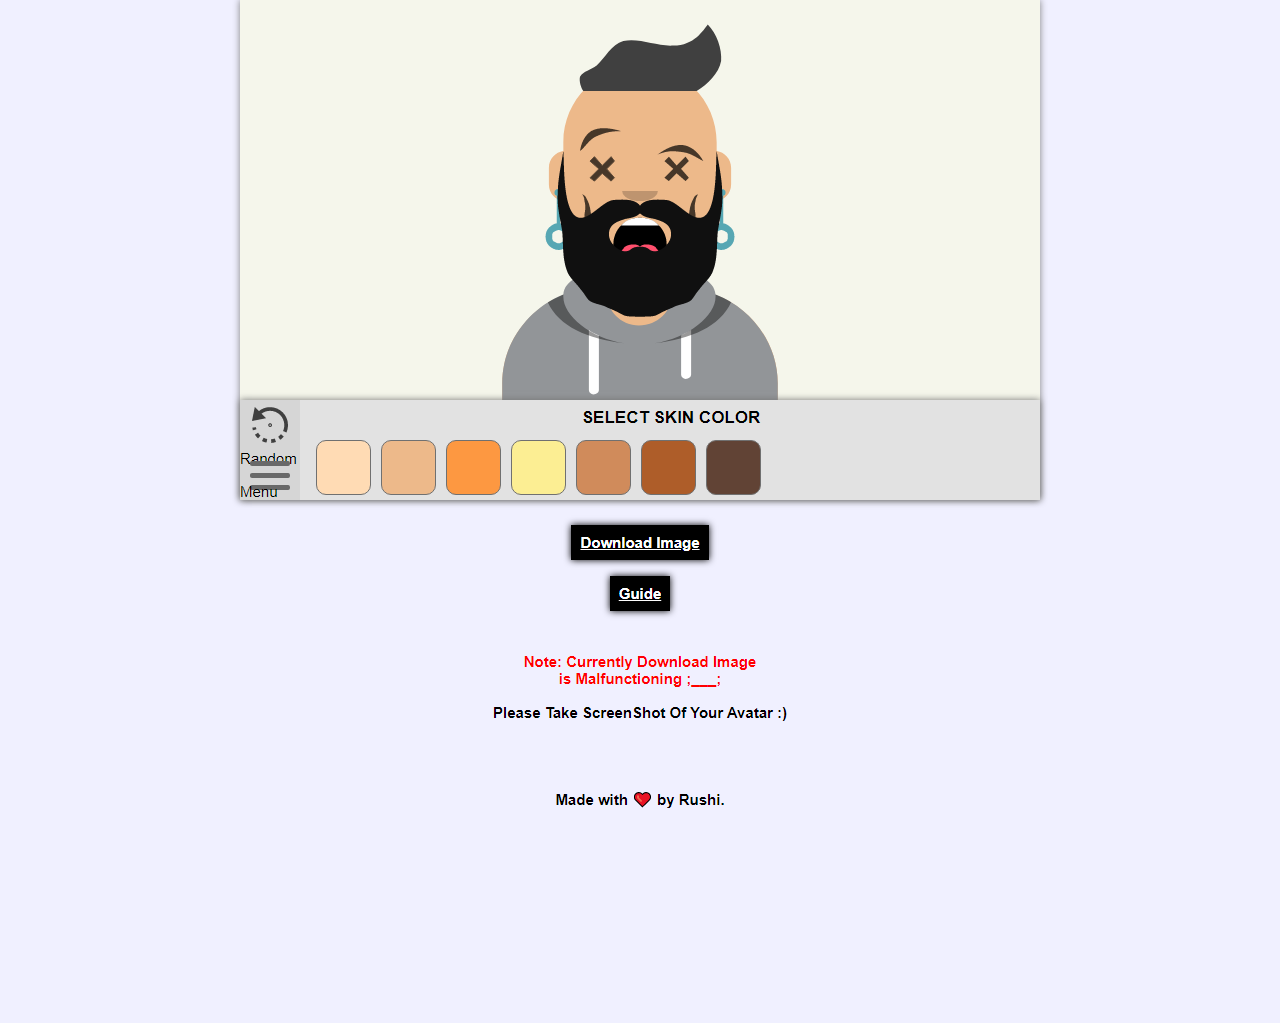 SELECT SKIN COLOR
Random
Menu
Download Image
Guide
Note: Currently Download Image
is Malfunctioning ;___;
Please Take ScreenShot Of Your Avatar :)
Made with ❤️ by Rushi.